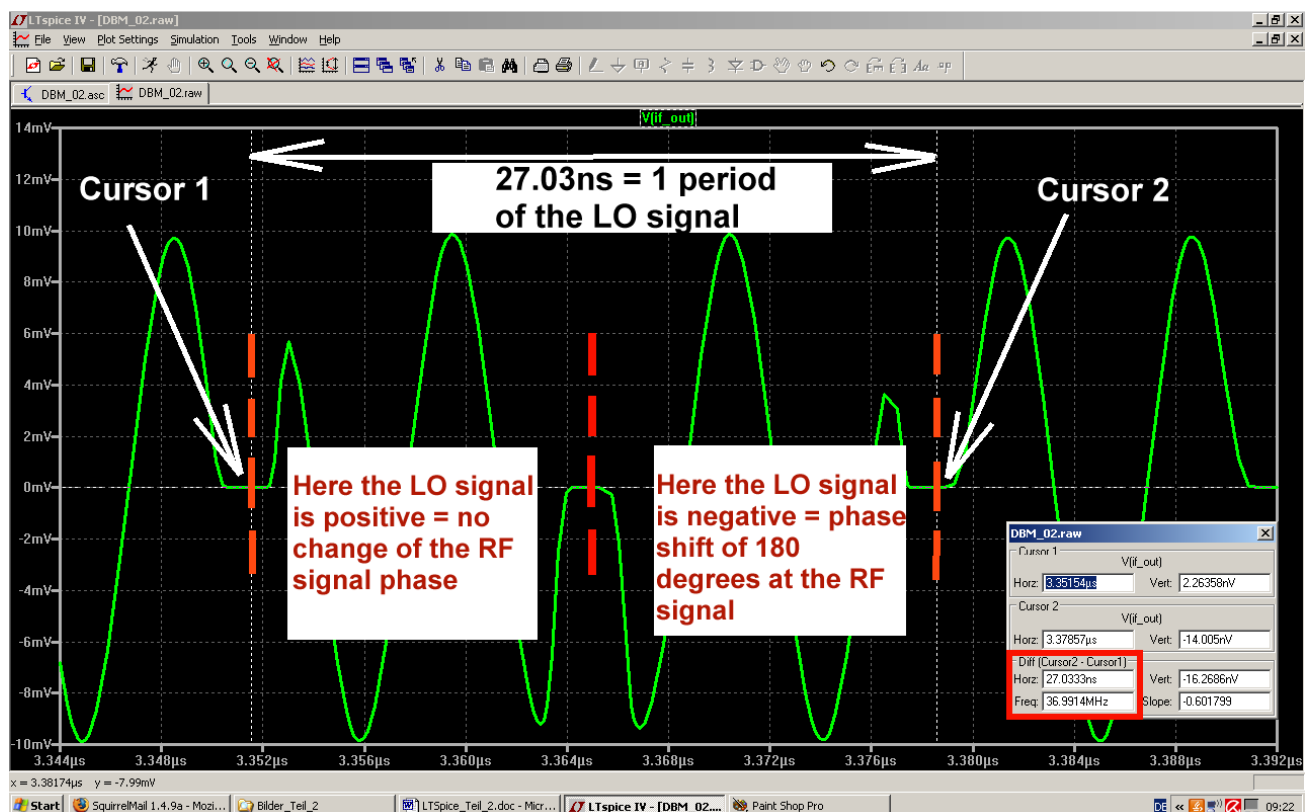 LTspice IV - [DBM_02.raw]
File View Plot Settings Simulation Tools Window Help
DBM_02.asc DBM_02.raw
V(if_out)
14mV
12mV
10mV
8mV
6mV
4mV
2mV
0mV
-2mV
-4mV
-6mV
-8mV
-10mV
27.03ns = 1 period
of the LO signal
Cursor 1
Cursor 2
Here the LO signal
is positive = no
change of the RF
signal phase
Here the LO signal
is negative = phase
shift of 180
degrees at the RF
signal
DBM_02.raw
Cursor 1
V(if_out)
Horz: 3.35154µs Vert: 2.26358nV
Cursor 2
V(if_out)
Horz: 3.37857µs Vert: -14.005nV
Diff (Cursor2 - Cursor1)
Horz: 27.0333ns Vert: -16.2686nV
Freq: 36.9914MHz Slope: -0.601799
3.344µs 3.348µs 3.352µs 3.356µs 3.360µs 3.364µs 3.368µs 3.372µs 3.376µs 3.380µs 3.384µs 3.388µs 3.392µs
x = 3.38174µs y = -7.99mV
Start SquirrelMail 1.4.9a - Mozi... Bilder_Teil_2 LTSpice_Teil_2.doc - Micr... LTspice IV - [DBM_02.... Paint Shop Pro DE « 09:22